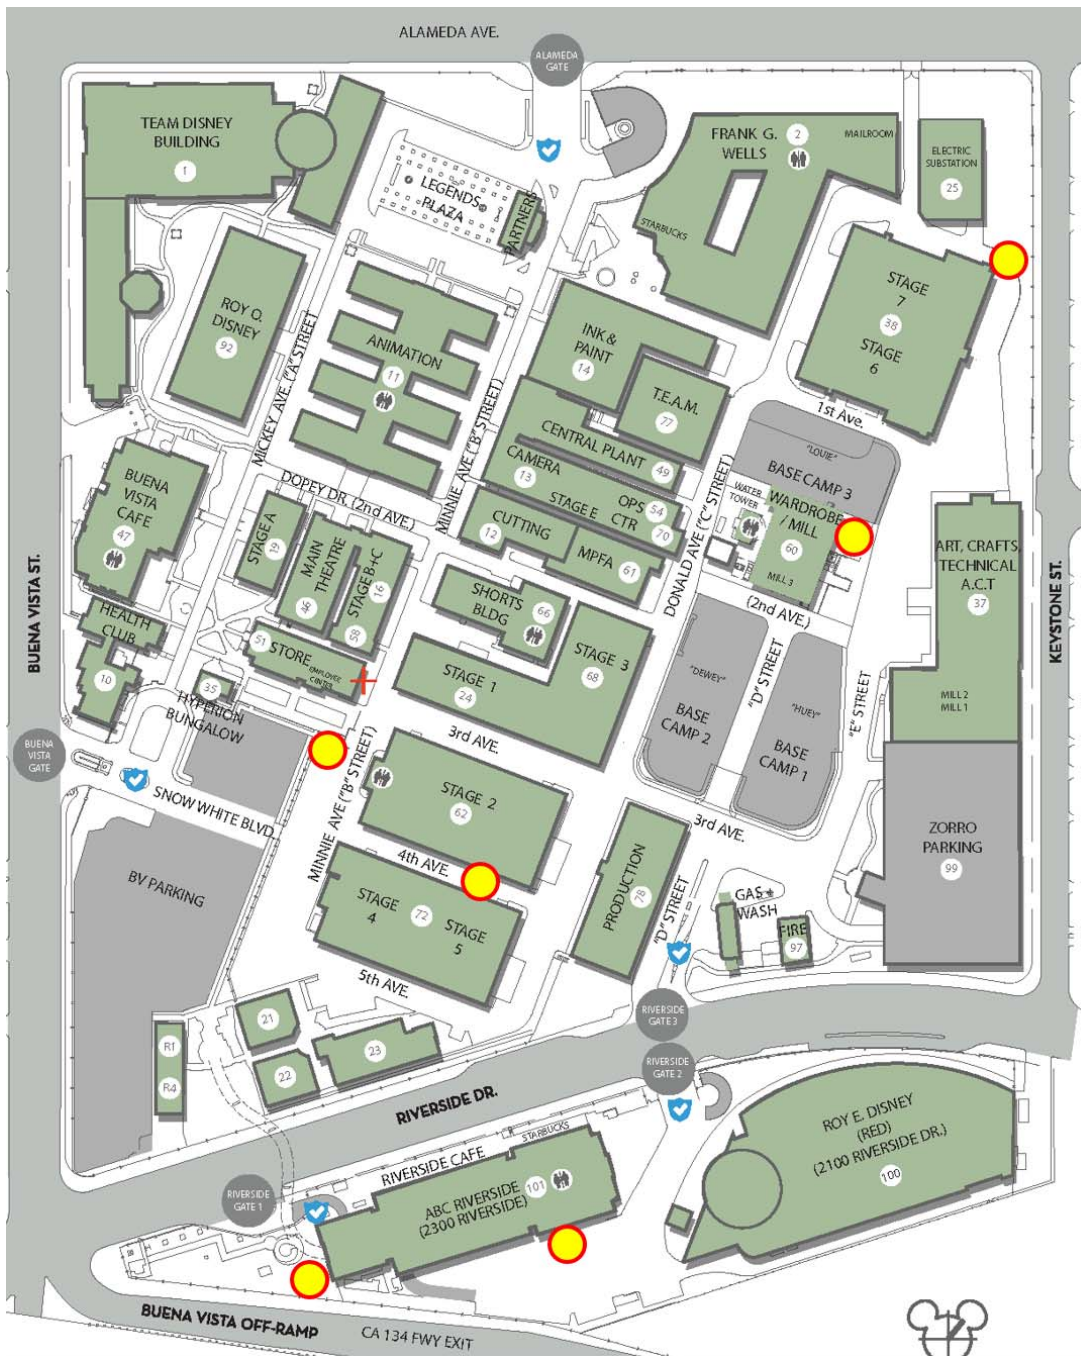 ALAMEDA AVE.
ALAMEDA
GATE
TEAM DISNEY
BUILDING
1
LEGENDS
PLAZA
PARTNERS
FRANK G.
WELLS
2
MAILROOM
STARBUCKS
ELECTRIC
SUBSTATION
25
ROY O.
DISNEY
92
MICKEY AVE. ("A" STREET)
ANIMATION
11
MINNIE AVE ("B" STREET)
INK &
PAINT
14
T.E.A.M.
77
STAGE
7
38
STAGE
6
1st Ave.
"LOUIE"
BASE CAMP 3
CENTRAL PLANT
49
CAMERA
13
STAGE E
OPS
CTR
54
70
CUTTING
12
MPFA
61
DONALD AVE ("C" STREET)
WATER
TOWER
WARDROBE
/ MILL
60
MILL 3
(2nd AVE.)
BUENA
VISTA
CAFE
47
DOPEY DR. (2nd AVE.)
STAGE A
19
MAIN
THEATRE
46
STAGE B+C
16
58
SHORTS
BLDG
66
STAGE 3
68
STAGE 1
24
HEALTH
CLUB
10
51
STORE
EMPLOYEE
CENTER
35
HYPERION
BUNGALOW
ART, CRAFTS,
TECHNICAL
A.C.T
37
MILL 2
MILL 1
BUENA VISTA ST.
KEYSTONE ST.
"DEWEY"
BASE
CAMP 2
"D" STREET
"HUEY"
BASE
CAMP 1
"E" STREET
3rd AVE.
BUENA
VISTA
GATE
SNOW WHITE BLVD
MINNIE AVE ("B" STREET)
STAGE 2
62
3rd AVE.
4th AVE.
BV PARKING
STAGE
4
72
STAGE
5
PRODUCTION
78
"D" STREET
GAS +
WASH
FIRE
97
ZORRO
PARKING
99
5th AVE.
RIVERSIDE
GATE 3
21
22
23
R1
R4
RIVERSIDE DR.
RIVERSIDE
GATE 2
RIVERSIDE CAFE
STARBUCKS
RIVERSIDE
GATE 1
ABC RIVERSIDE
(2300 RIVERSIDE)
101
ROY E. DISNEY
(RED)
(2100 RIVERSIDE DR.)
100
BUENA VISTA OFF-RAMP
CA 134 FWY EXIT